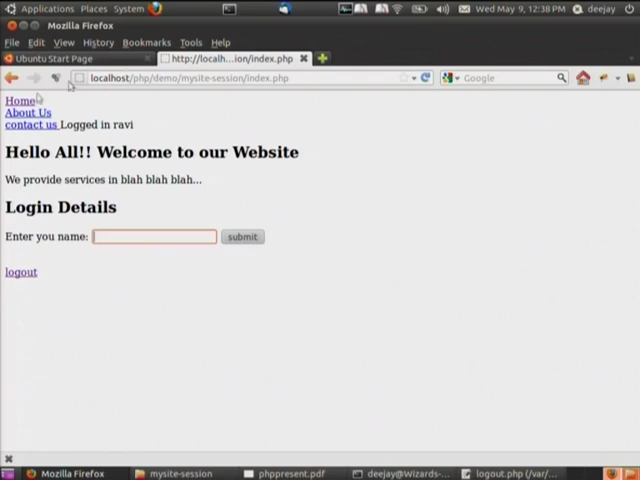 Applications Places System Wed May 9, 12:38 PM deejay
Mozilla Firefox
File Edit View History Bookmarks Tools Help
Ubuntu Start Page http://localh...ion/index.php
localhost/php/demo/mysite-session/index.php Google
Home
About Us
contact us Logged in ravi
Hello All!! Welcome to our Website
We provide services in blah blah blah...
Login Details
Enter you name: submit
logout
Mozilla Firefox mysite-session phppresent.pdf deejay@Wizards-... logout.php (/var/...